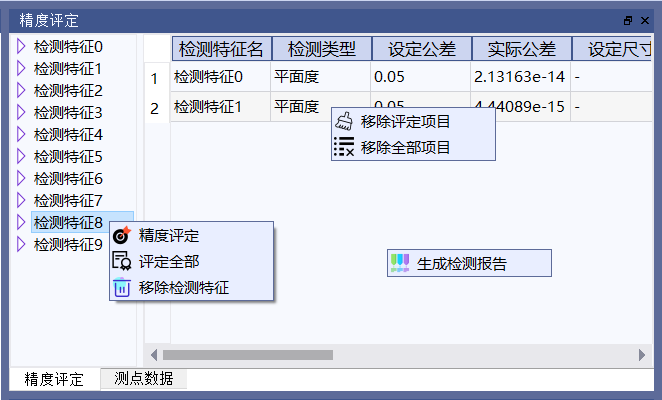 精度评定
检测特征0
检测特征1
检测特征2
检测特征3
检测特征4
检测特征5
检测特征6
检测特征7
检测特征8
检测特征9
检测特征名 检测类型 设定公差 实际公差 设定尺寸
1 检测特征0 平面度 0.05 2.13163e-14 -
2 检测特征1 平面度 0.05 4.44089e-15 -
移除评定项目
移除全部项目
精度评定
评定全部
移除检测特征
生成检测报告
精度评定 测点数据